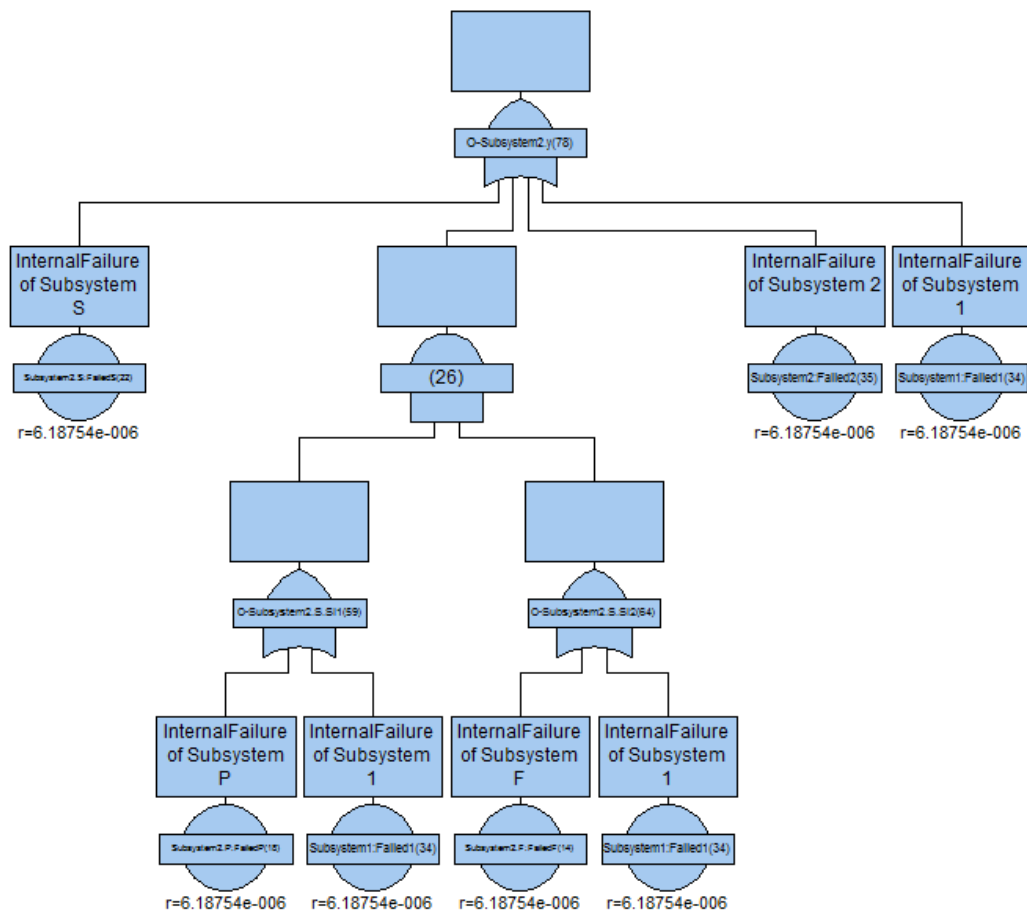 O-Subsystem2.y(78)
InternalFailure
of Subsystem
S
InternalFailure
of Subsystem 2
InternalFailure
of Subsystem
1
Subsystem2.S:FailedS(22)
(26)
Subsystem2:Failed2(35)
Subsystem1:Failed1(34)
r=6.18754e-006
r=6.18754e-006
r=6.18754e-006
O-Subsystem2.S.SI1(59)
O-Subsystem2.S.SI2(64)
InternalFailure
of Subsystem
P
InternalFailure
of Subsystem
1
InternalFailure
of Subsystem
F
InternalFailure
of Subsystem
1
Subsystem2.P:FailedP(18)
Subsystem1:Failed1(34)
Subsystem2.F:FailedF(14)
Subsystem1:Failed1(34)
r=6.18754e-006
r=6.18754e-006
r=6.18754e-006
r=6.18754e-006